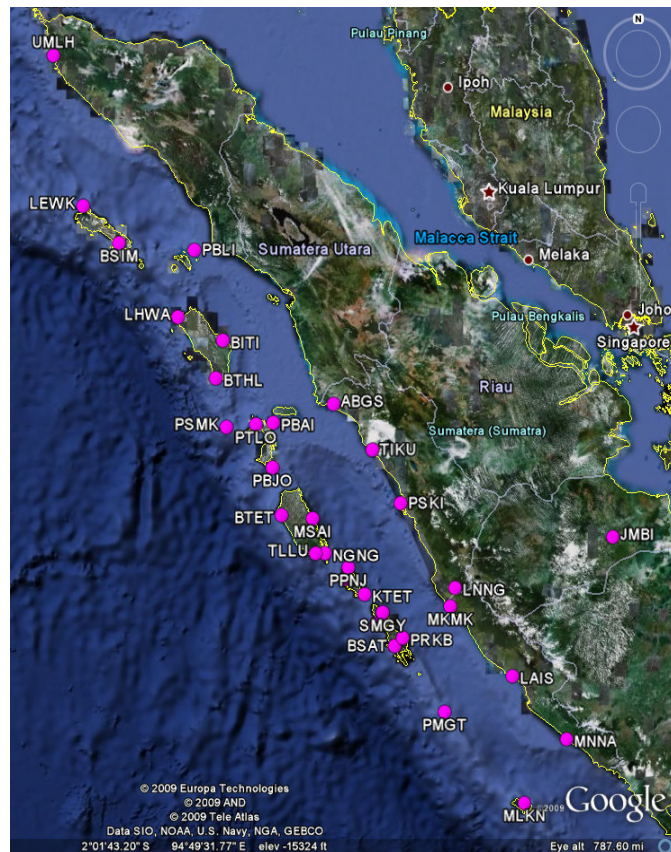 N
UMLH
Pulau Pinang
Ipoh
Malaysia
Kuala Lumpur
LEWK
BSIM
PBLI
Sumatera Utara
Malacca Strait
Melaka
LHWA
Pulau Bengkalis
Joho
Singapore
BITI
BTHL
Riau
ABGS
PSMK
PTLO
PBAI
Sumatera (Sumatra)
TIKU
PBJO
PSKI
BTET
MSAI
JMBI
TLLU
NGNG
PPNJ
LNNG
KTET
MKMK
SMGY
PRKB
BSAT
LAIS
PMGT
MNNA
© 2009 Europa Technologies
© 2009 AND
© 2009 Tele Atlas
Data SIO, NOAA, U.S. Navy, NGA, GEBCO
MLKN
©2009 Google
2°01'43.20" S 94°49'31.77" E elev -15324 ft
Eye alt 787.60 mi